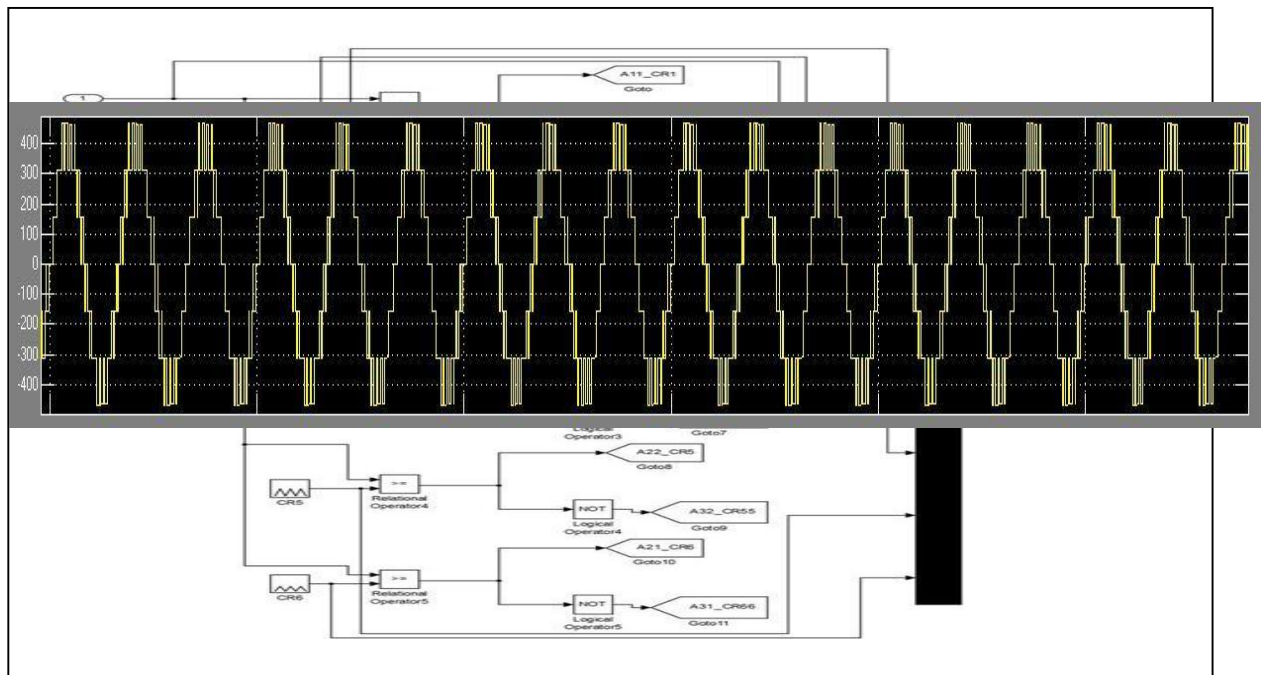 A11_CR1
Goto
1
400
300
200
100
0
-100
-200
-300
-400
Logical
Operator3
Goto7
A22_CR5
Goto8
>=
CR5
Relational
Operator4
NOT
A32_CR55
Logical
Operator4
Goto9
A21_CR6
Goto10
>=
CR6
Relational
Operator5
NOT
A31_CR66
Logical
Operator5
Goto11